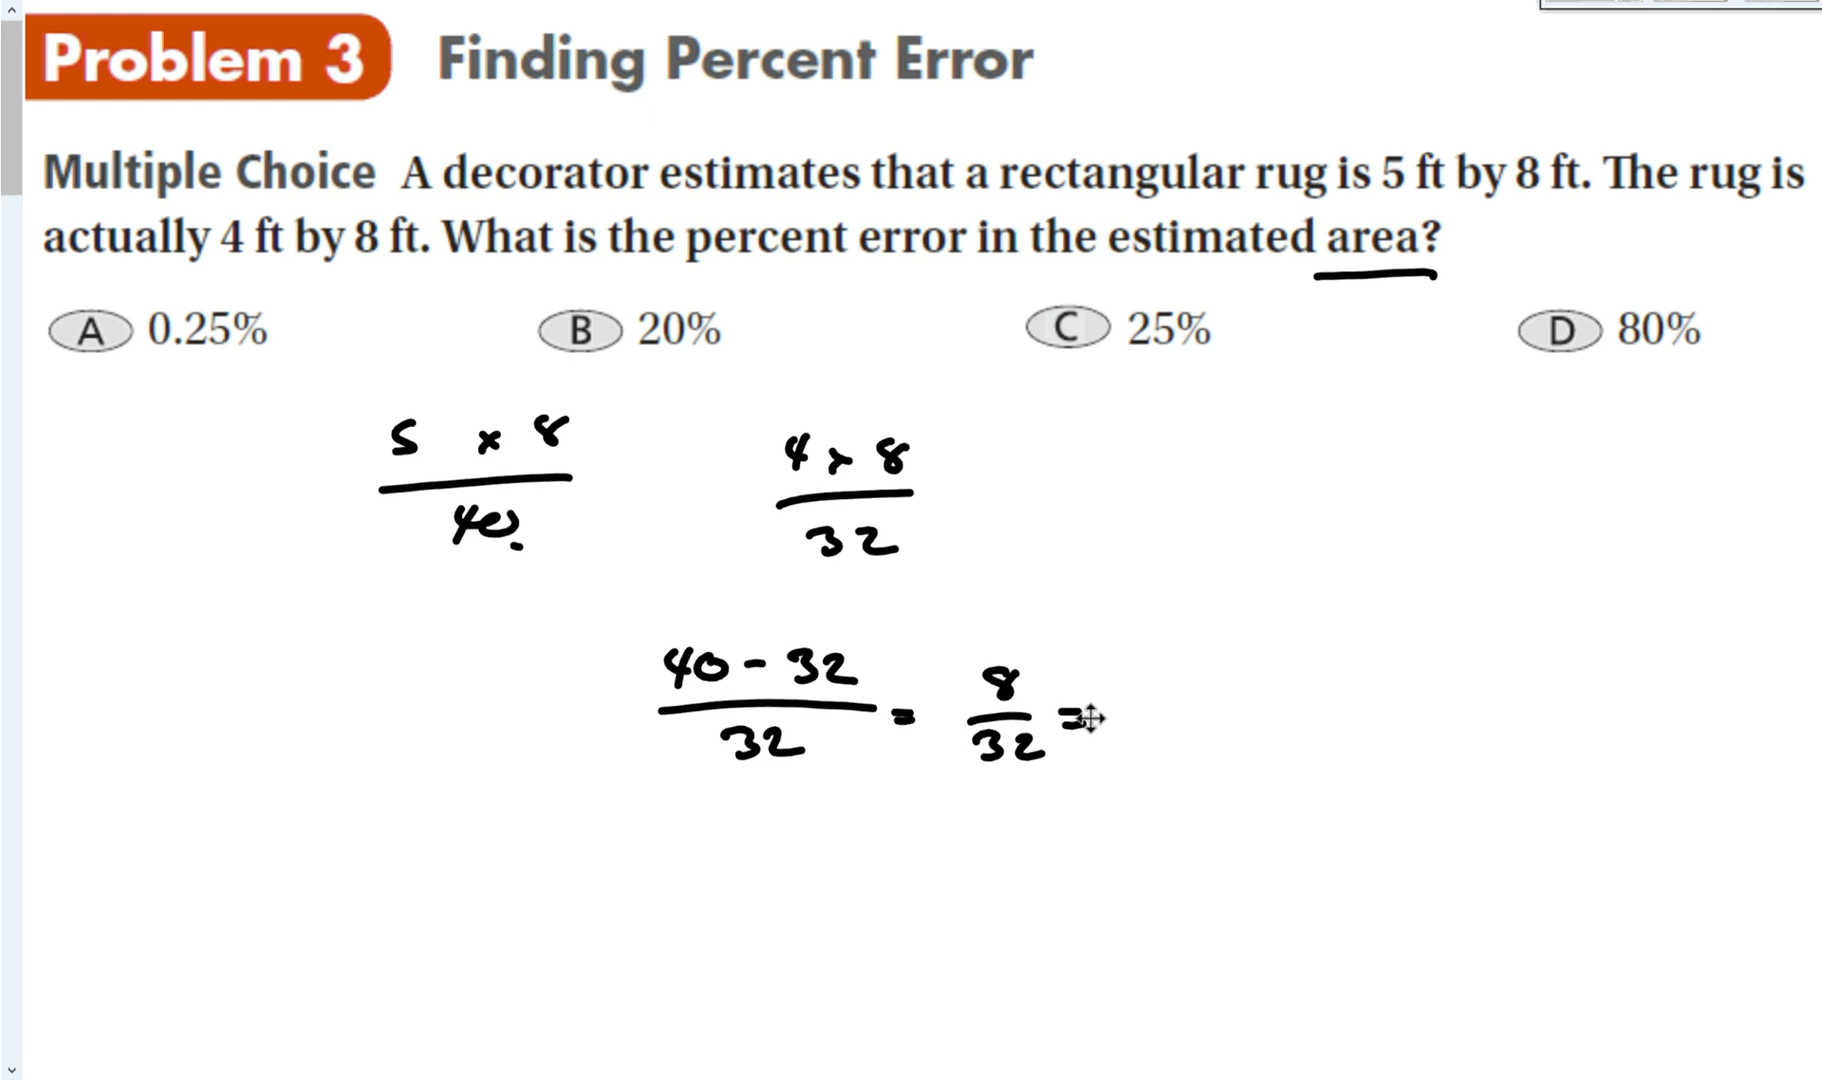 Problem 3 Finding Percent Error
Multiple Choice A decorator estimates that a rectangular rug is 5 ft by 8 ft. The rug is
actually 4 ft by 8 ft. What is the percent error in the estimated area?
A 0.25% B 20% C 25% D 80%
5 x 8 4 x 8
40. 32
40 - 32 = 8 =
32 32